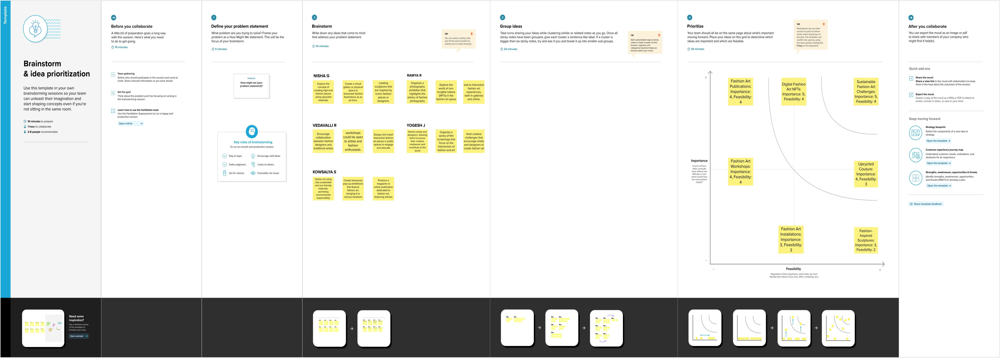 Template
Brainstorm
& idea prioritization
Use this template in your own
brainstorming sessions so your team
can unleash their imagination and
start shaping concepts even if you're
not sitting in the same room.
10 minutes to prepare
1 hour to collaborate
2-8 people recommended
Need some
inspiration?
See a finished version
of this template to
kickstart your work.
Open example
Before you collaborate
A little bit of preparation goes a long way
with this session. Here's what you need
to do to get going.
10 minutes
A
Team gathering
Define who should participate in the session and send an
invite. Share relevant information or pre-work ahead.
B
Set the goal
Think about the problem you'll be focusing on solving in
the brainstorming session.
C
Learn how to use the facilitation tools
Use the Facilitation Superpowers to run a happy and
productive session.
Open article
1
Define your problem statement
What problem are you trying to solve? Frame your
problem as a How Might We statement. This will be the
focus of your brainstorm.
5 minutes
PROBLEM
How might we [your
problem statement]?
Key rules of brainstorming
To run an smooth and productive session
Stay in topic.
Encourage wild ideas.
Defer judgment.
Listen to others.
Go for volume.
If possible, be visual.
2
Brainstorm
Write down any ideas that come to mind
that address your problem statement.
10 minutes
TIP
You can select a sticky note
and hit the pencil [switch to
sketch] icon to start drawing!
NISHA G
Explore the
concept of
creating high-end
fashion pieces
using upcycled
materials.
Create a virtual
gallery or physical
space to
showcase fashion
illustrations as an
art form.
creating
sculptures that
are inspired by
iconic fashion
pieces or
designers.
RAMYA R
Organize a
photography
exhibition that
highlights the
artistry of fashion
photography
Explore the
world of non-
fungible tokens
(NFTs) in the
fashion art space
ead to interactive
fashion art
experiences,
both in galleries
and online.
VEDAVALLI R
Encourage
collaboration
between fashion
designers and
traditional artists
workshops
could be open
to artists and
fashion
enthusiasts.
Design and install
interactive fashion
art pieces in public
spaces to engage
and educate
YOGESH J
fashion artists and
designers, allowing
them to pursue
their creative
endeavors and
contribute to the
world
Organize a
series of film
screenings that
focus on the
intersection of
fashion and art
Host creative
challenges that
encourage artists
and designers to
create fashion art
KOWSALYA S
fashion art using
only sustainable
and eco-friendly
materials,
promoting
environmental
responsibility.
Create temporary
pop-up exhibitions
that feature
fashion art,
bringing it to
various locations
Produce a
magazine or
online publication
dedicated to
fashion art,
featuring articles
3
Group ideas
Take turns sharing your ideas while clustering similar or related notes as you go. Once all
sticky notes have been grouped, give each cluster a sentence-like label. If a cluster is
bigger than six sticky notes, try and see if you and break it up into smaller sub-groups.
20 minutes
TIP
Add customizable tags to sticky
notes to make it easier to find,
browse, organize, and
categorize important ideas as
themes within your mural.
4
Prioritize
Your team should all be on the same page about what's important
moving forward. Place your ideas on this grid to determine which
ideas are important and which are feasible.
20 minutes
TIP
Participants can use their
cursors to point at where
sticky notes should go on
the grid. The facilitator can
confirm the spot by using
the laser pointer holding the
H key on the keyboard.
+
Fashion Art
Publications:
Importance:
4, Feasibility:
4
Digital Fashion
Art NFTs:
Importance: 5,
Feasibility: 4
Sustainable
Fashion Art
Challenges:
Importance: 5,
Feasibility: 4
Importance
If each of these
tasks could get
done without any
difficulty or cost,
which would have
the most positive
impact?
Fashion Art
Workshops:
Importance:
4, Feasibility:
4
Upcycled
Couture:
Importance:
4, Feasibility:
3
Fashion Art
Installations:
Importance:
3, Feasibility:
3
Fashion-
Inspired
Sculptures:
Importance: 3,
Feasibility: 2
-
-
Feasibility
+
Regardless of their importance, which tasks are more
feasible than others? (Cost, time, effort, complexity, etc.)
After you collaborate
You can export the mural as an image or pdf
to share with members of your company who
might find it helpful.
Quick add-ons
A
Share the mural
Share a view link to the mural with stakeholders to keep
them in the loop about the outcomes of the session.
B
Export the mural
Export a copy of the mural as a PNG or PDF to attach to
emails, include in slides, or save in your drive.
Keep moving forward
Strategy blueprint
Define the components of a new idea or
strategy.
Open the template
Customer experience journey map
Understand customer needs, motivations, and
obstacles for an experience.
Open the template
Strengths, weaknesses, opportunities & threats
Identify strengths, weaknesses, opportunities,
and threats (SWOT) to develop a plan.
Open the template
Share template feedback